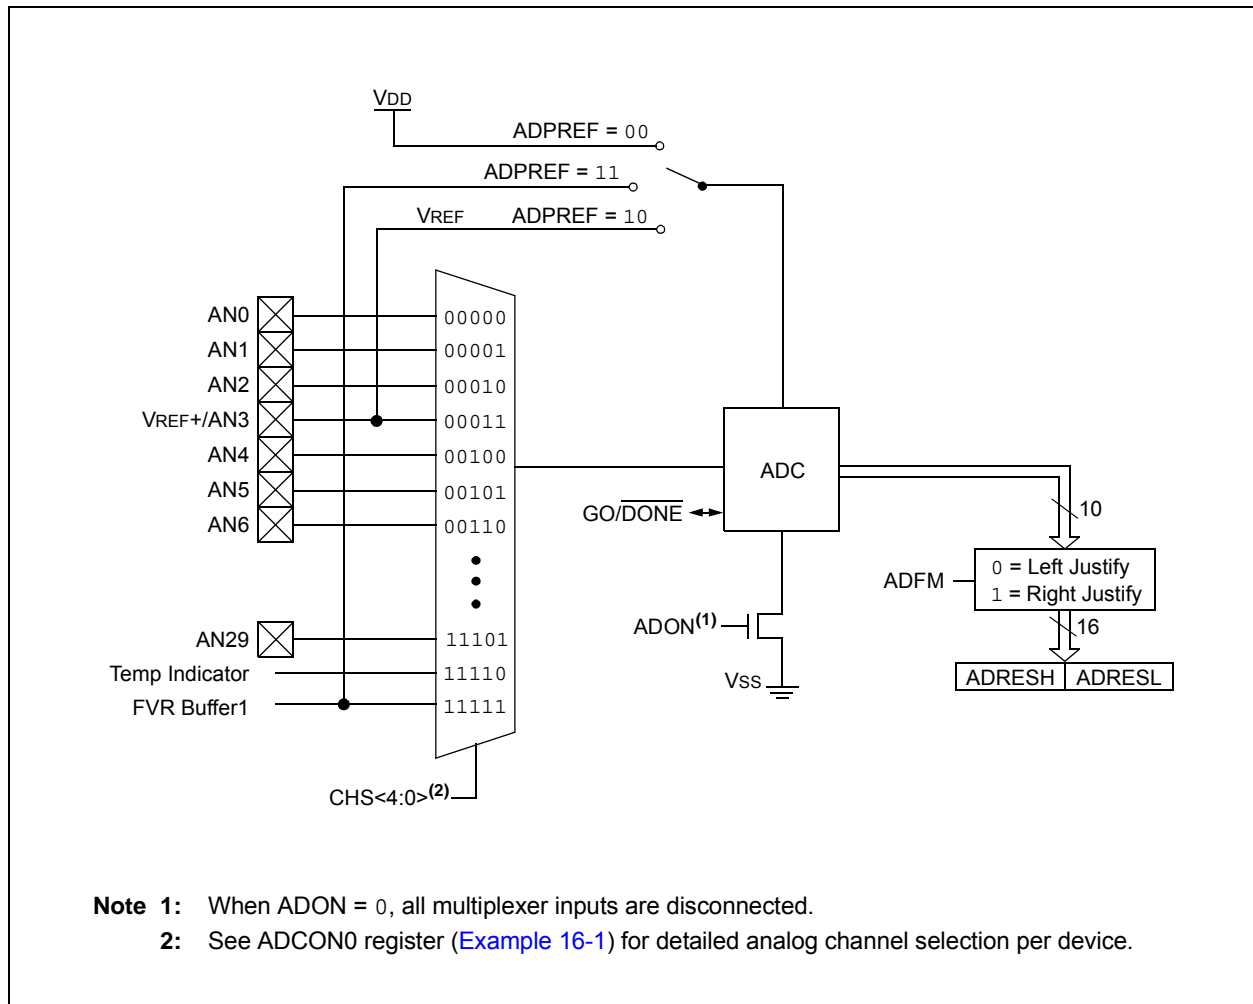 VDD
ADPREF = 00
ADPREF = 11
VREF ADPREF = 10
AN0 00000
AN1 00001
AN2 00010
VREF+/AN3 00011
AN4 00100
AN5 00101
AN6 00110
ADC
GO/DONE
10
ADFM
0 = Left Justify
1 = Right Justify
16
ADRESH ADRESL
ADON(1)
VSS
AN29 11101
Temp Indicator 11110
FVR Buffer1 11111
CHS<4:0>(2)
Note 1: When ADON = 0, all multiplexer inputs are disconnected.
2: See ADCON0 register (Example 16-1) for detailed analog channel selection per device.